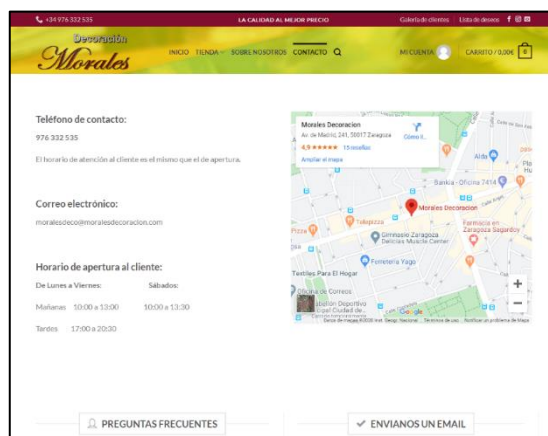 +34 976 332 535
LA CALIDAD AL MEJOR PRECIO
Galería de clientes
Lista de deseos
Decoración
Morales
INICIO TIENDA SOBRE NOSOTROS CONTACTO
MI CUENTA
CARRITO / 0,00€ 0
Teléfono de contacto:
976 332 535
El horario de atención al cliente es el mismo que el de apertura.
Correo electrónico:
moralesdeco@moralesdecoracion.com
Horario de apertura al cliente:
De Lunes a Viernes: Sábados:
Mañanas 10:00 a 13:00 10:00 a 13:30
Tardes 17:00 a 20:30
Morales Decoracion
Av. de Madrid, 241, 50017 Zaragoza
4,9 ★★★★★ 15 reseñas
Ampliar el mapa
Cómo ll...
Alda
Bankia - Oficina 7414
Morales Decoracion
Tulapizza
Pizza
Gimnasio Zaragoza
Delicias Muscle Center
Farmacia en
Zaragoza Sagardoy
Ferretería Yago
Textiles Para El Hogar
Oficina de Correos
Google
PREGUNTAS FRECUENTES
ENVIANOS UN EMAIL